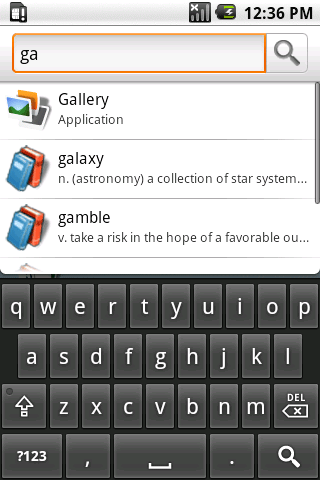 12:36 PM
ga
Gallery
Application
galaxy
n. (astronomy) a collection of star system...
gamble
v. take a risk in the hope of a favorable ou...
q w e r t y u i o p
a s d f g h j k l
z x c v b n m DEL
?123 , .